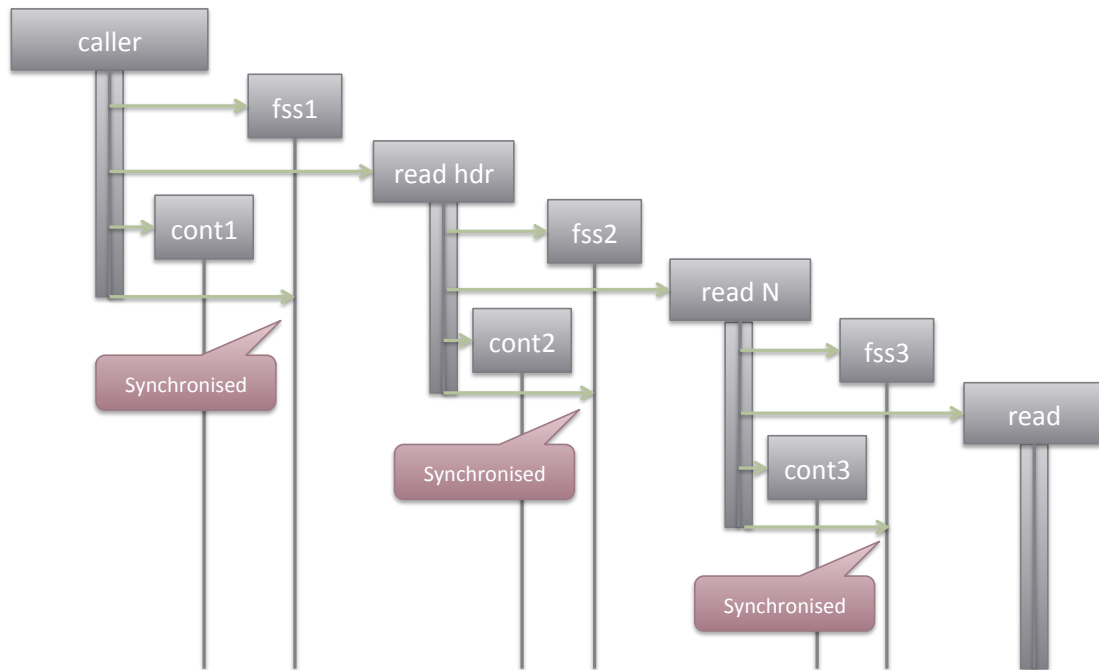 caller
fss1
read hdr
cont1
fss2
read N
cont2
fss3
Synchronised
read
Synchronised
cont3
Synchronised